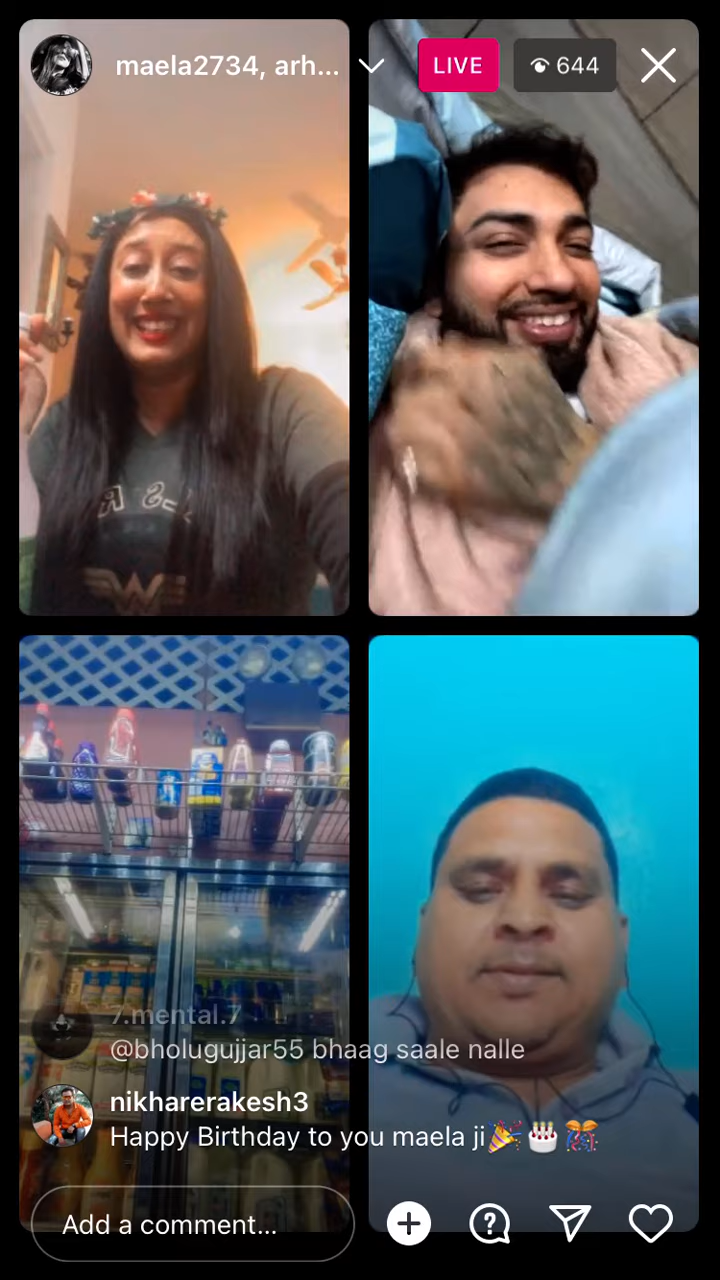 maela2734, arh...
LIVE
644
7.mental.7
@bholugujjar55 bhaag saale nalle
nikharerakesh3
Happy Birthday to you maela ji🎉🎂🎊
Add a comment...